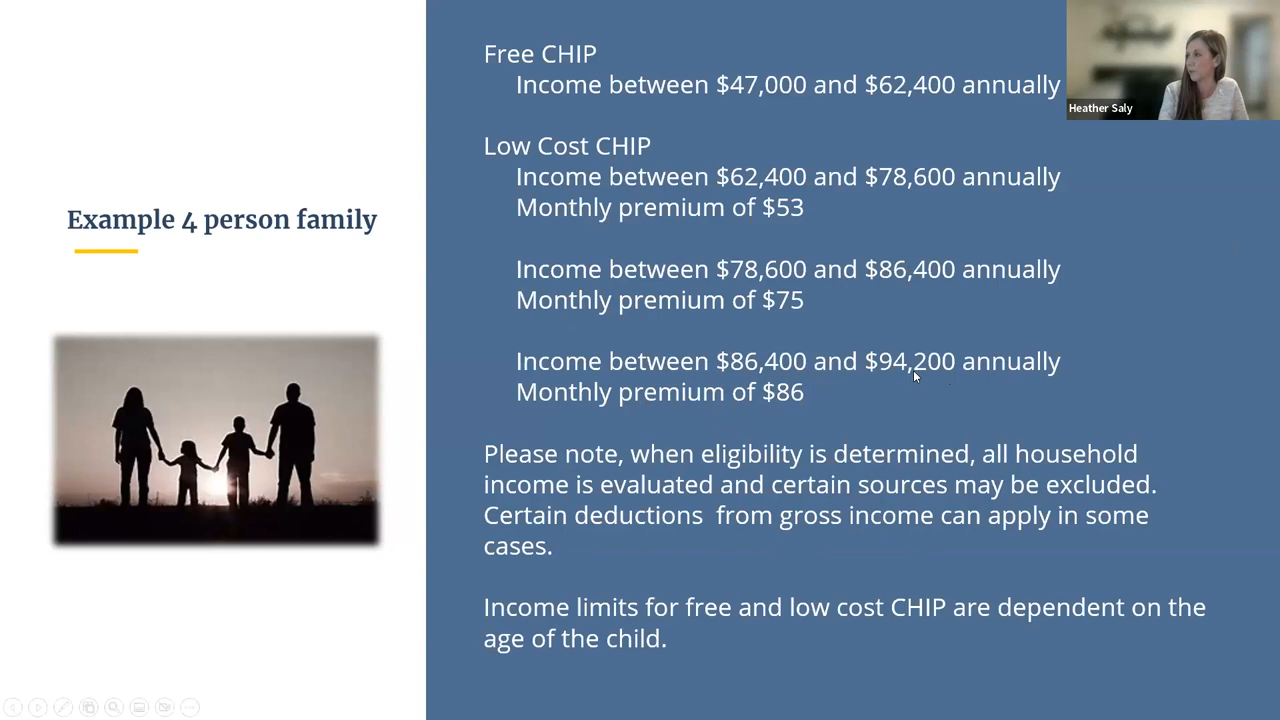 Example 4 person family
Free CHIP
Income between $47,000 and $62,400 annually
Low Cost CHIP
Income between $62,400 and $78,600 annually
Monthly premium of $53
Income between $78,600 and $86,400 annually
Monthly premium of $75
Income between $86,400 and $94,200 annually
Monthly premium of $86
Please note, when eligibility is determined, all household
income is evaluated and certain sources may be excluded.
Certain deductions  from gross income can apply in some
cases.
Income limits for free and low cost CHIP are dependent on the
age of the child.
Heather Saly